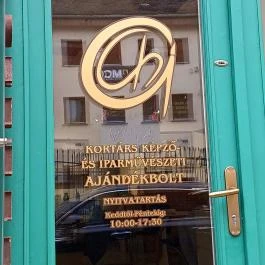 KORTÁRS KÉPZŐ-
ÉS IPARMŰVÉSZETI
AJÁNDÉKBOLT
NYITVATARTÁS
Keddtől-Péntekig:
10:00-17:30